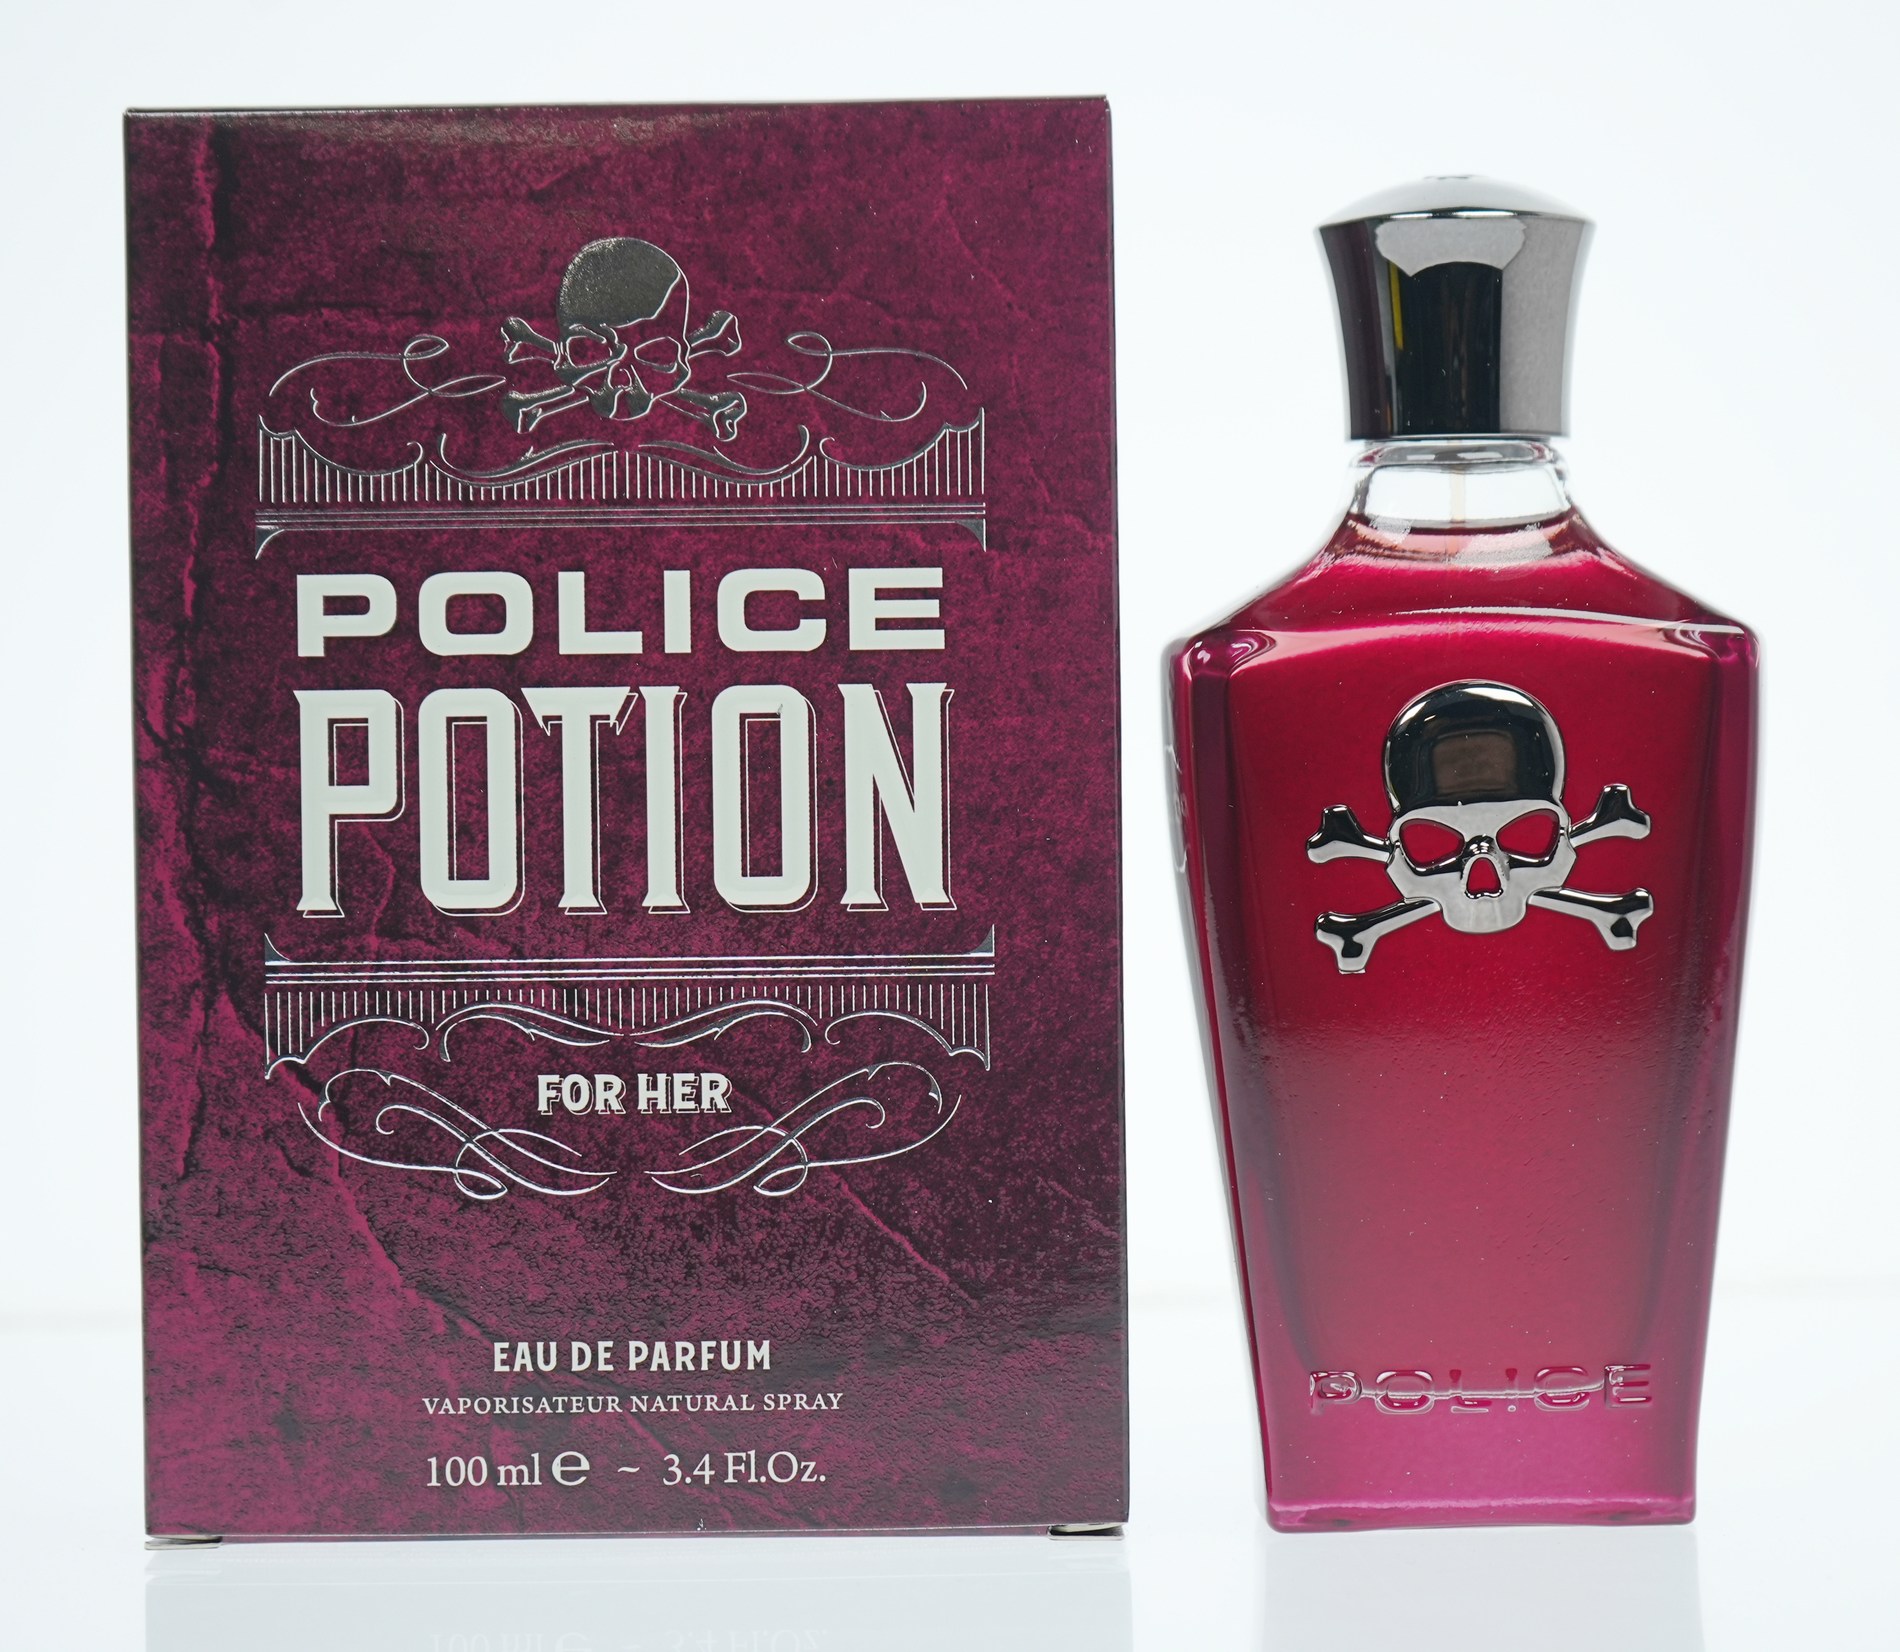 POLICE
POTION
FOR HER
EAU DE PARFUM
VAPORISATEUR NATURAL SPRAY
100 ml ℮ ~ 3.4 Fl.Oz.
POLICE